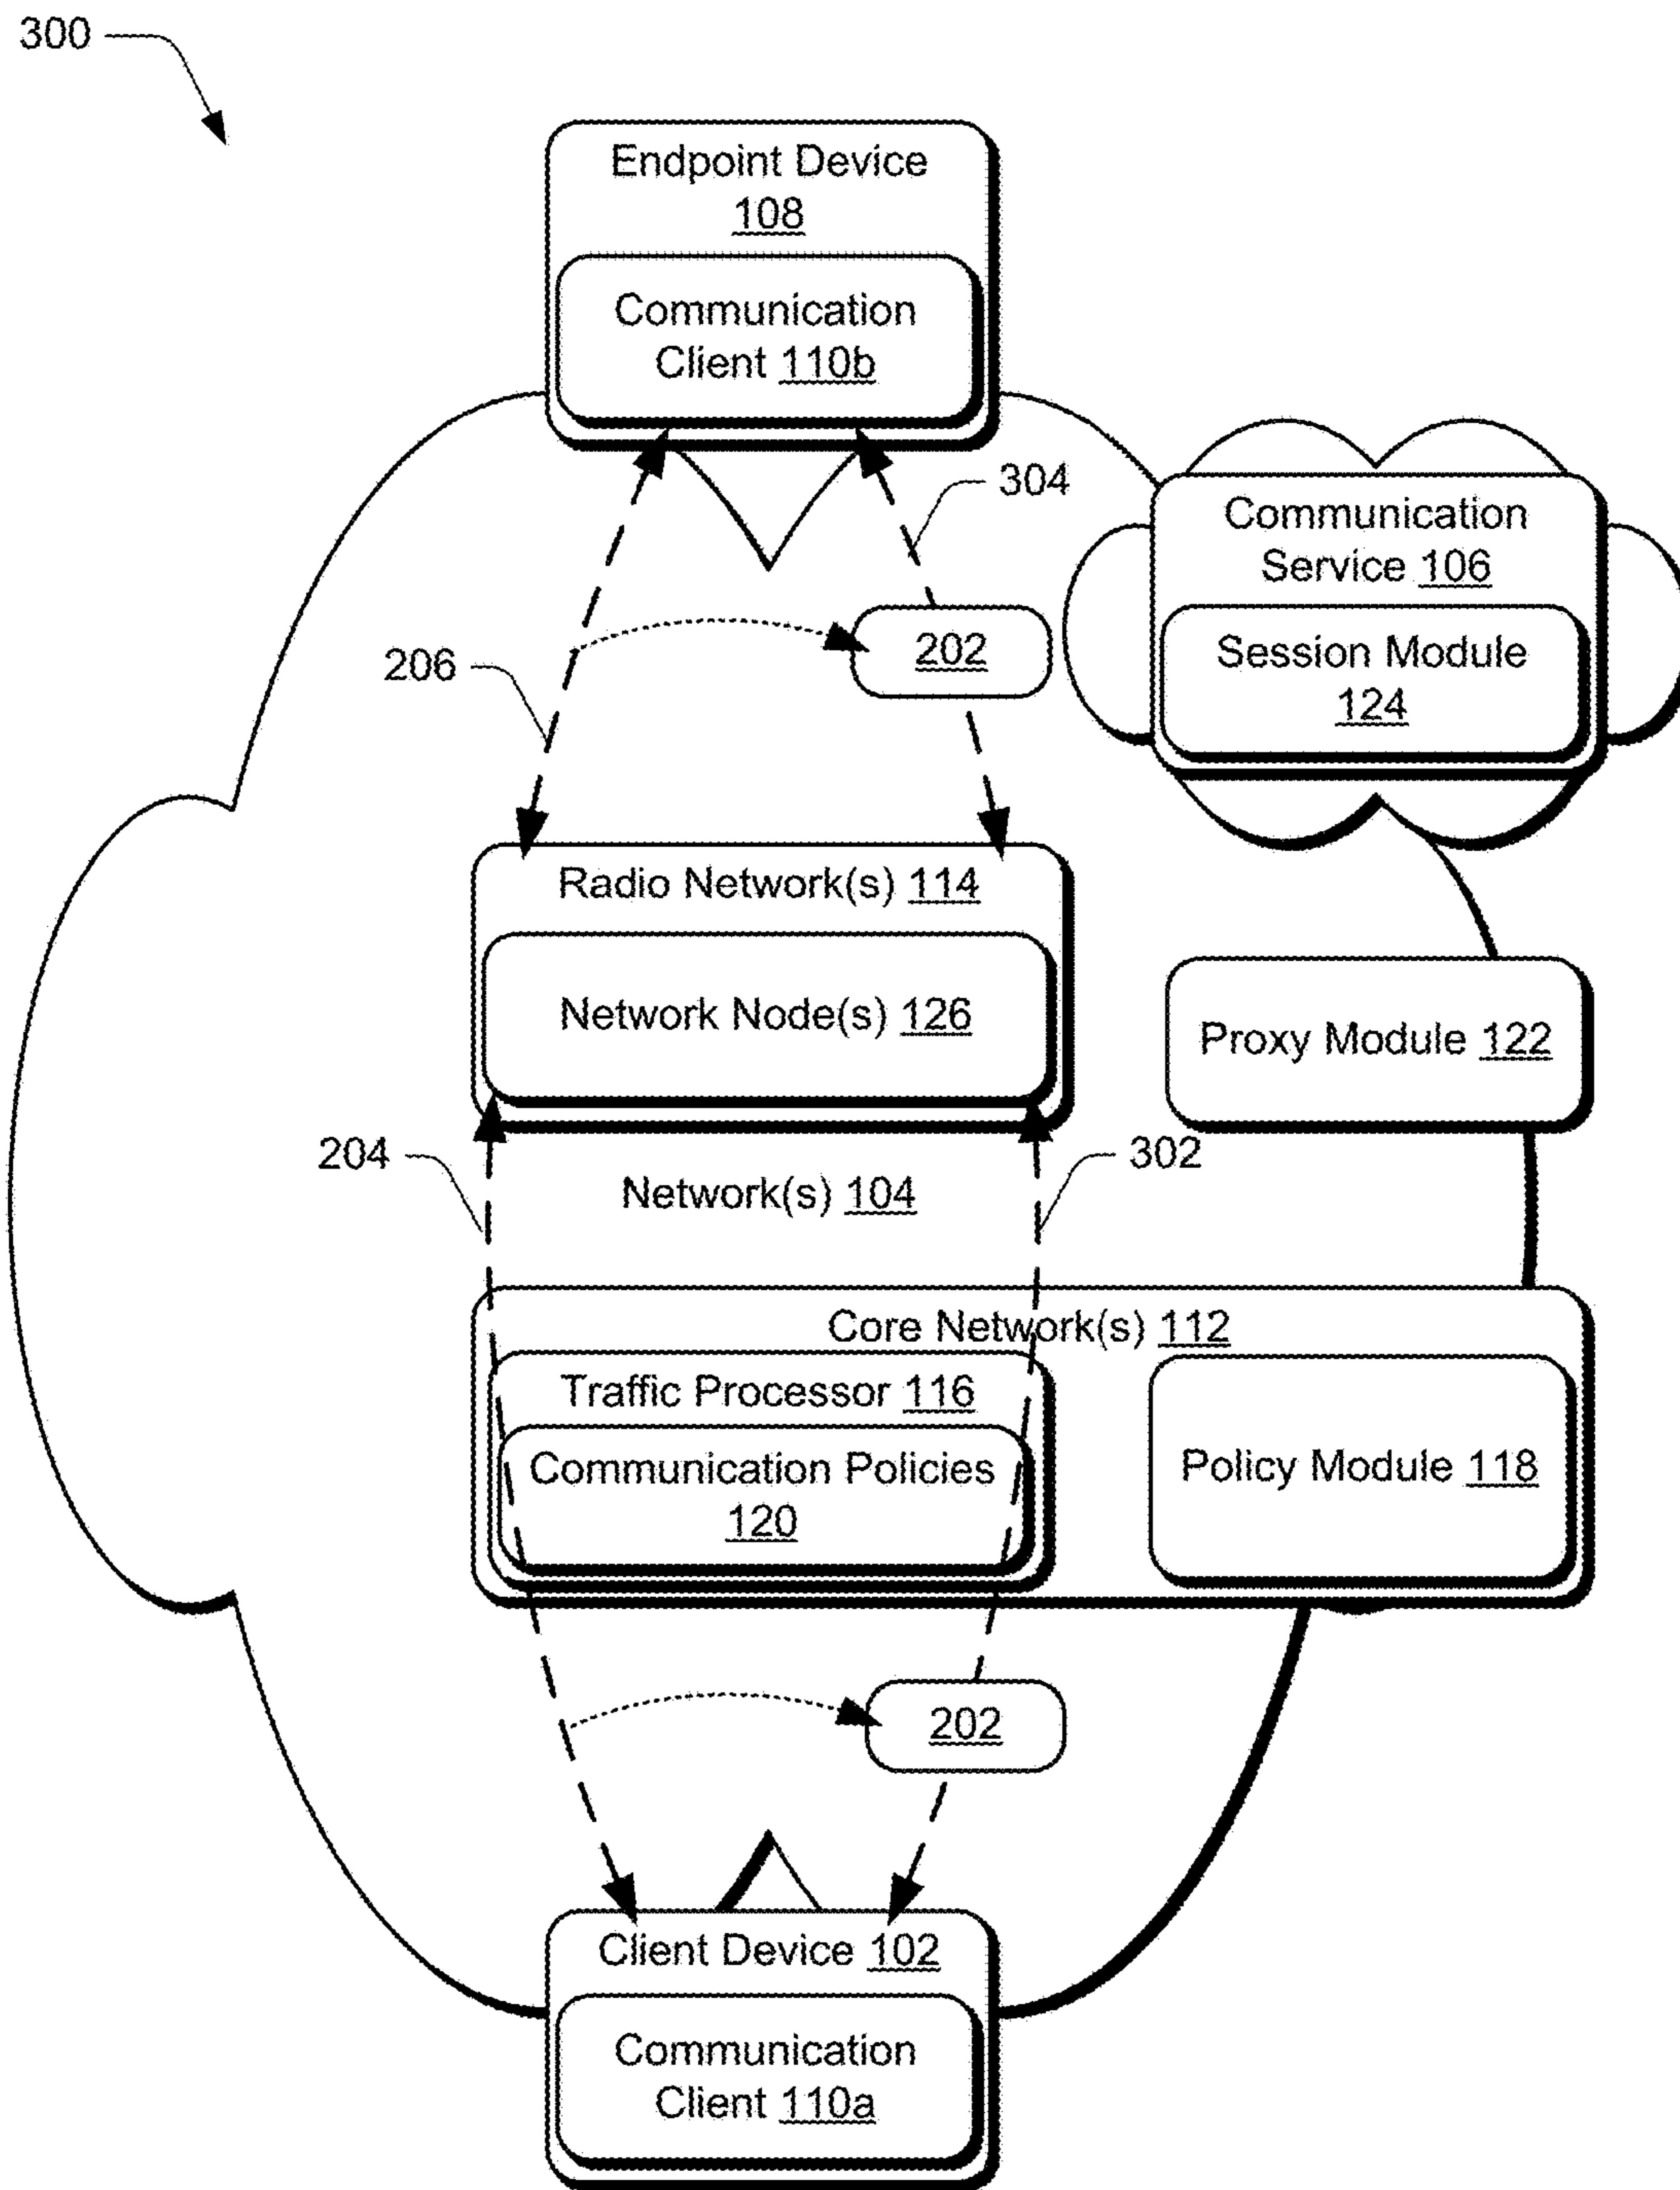 300
Endpoint Device
108
Communication
Client 110b
304
Communication
Service 106
202
Session Module
124
206
Radio Network(s) 114
Network Node(s) 126
Proxy Module 122
204
302
Network(s) 104
Core Network(s) 112
Traffic Processor 116
Communication Policies
120
Policy Module 118
202
Client Device 102
Communication
Client 110a